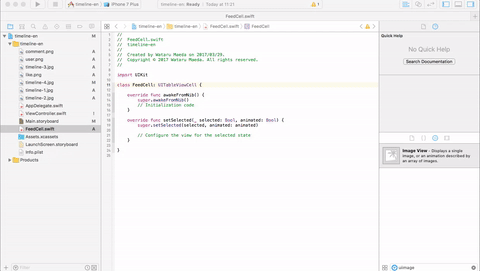 timeline-en
iPhone 7 Plus
timeline-en: Ready
Today at 11:21
1
FeedCell.swift
timeline-en
timeline-en
FeedCell.swift
FeedCell
Quick Help
No Quick Help
Search Documentation
timeline-en
timeline-en
comment.png
user.png
timeline-3.jpg
like.png
timeline-4.jpg
timeline-1.jpg
timeline-2.jpg
AppDelegate.swift
ViewController.swift
Main.storyboard
FeedCell.swift
Assets.xcassets
LaunchScreen.storyboard
Info.plist
Products
//
// FeedCell.swift
// timeline-en
//
// Created by Wataru Maeda on 2017/03/29.
// Copyright © 2017 Wataru Maeda. All rights reserved.
//
import UIKit
class FeedCell: UITableViewCell {
override func awakeFromNib() {
super.awakeFromNib()
// Initialization code
}
override func setSelected(_ selected: Bool, animated: Bool) {
super.setSelected(selected, animated: animated)
// Configure the view for the selected state
}
}
Image View - Displays a single
image, or an animation described
by an array of images.
uiimage